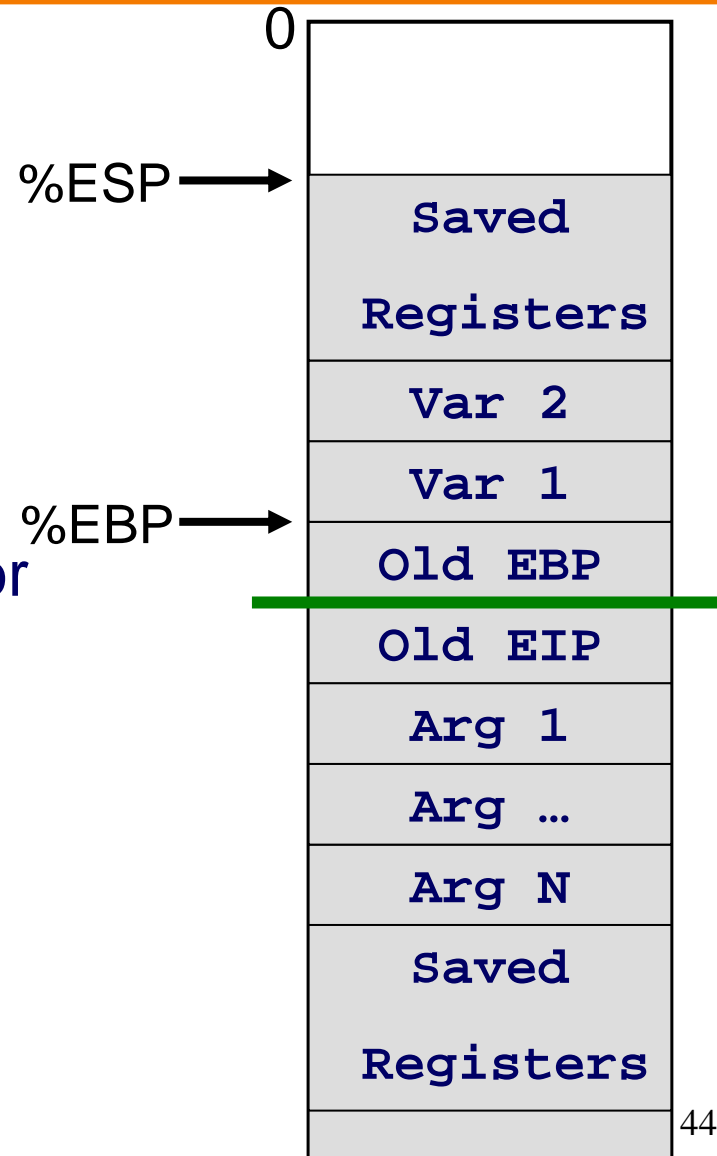 0
%ESP
Saved
Registers
Var 2
Var 1
%EBP
or
Old EBP
Old EIP
Arg 1
Arg …
Arg N
Saved
Registers
44